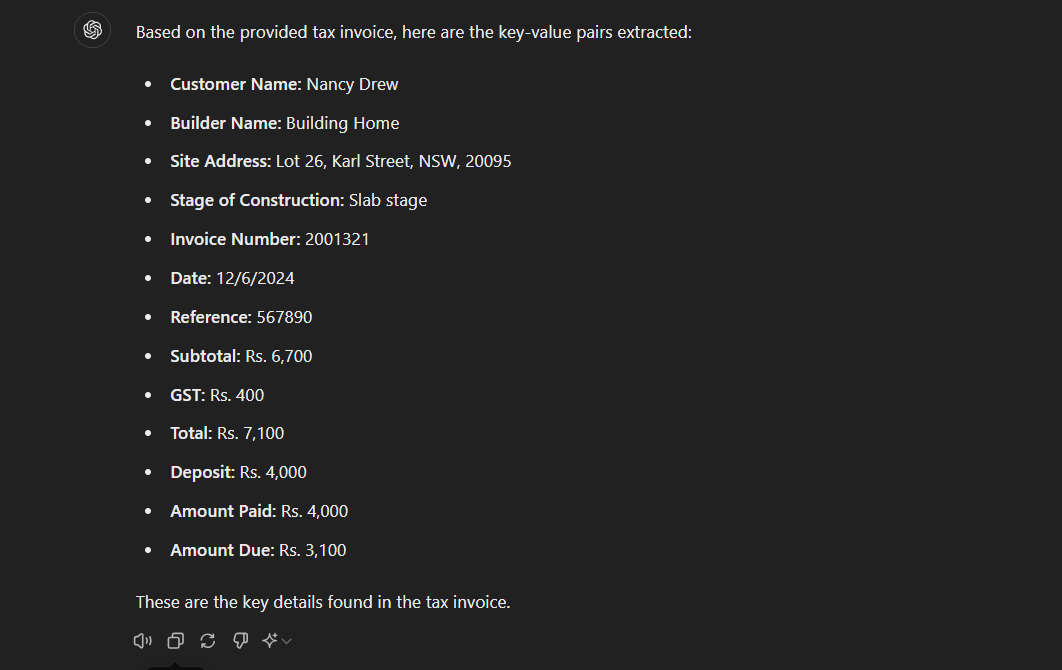 Based on the provided tax invoice, here are the key-value pairs extracted:
• Customer Name: Nancy Drew
• Builder Name: Building Home
• Site Address: Lot 26, Karl Street, NSW, 20095
• Stage of Construction: Slab stage
• Invoice Number: 2001321
• Date: 12/6/2024
• Reference: 567890
• Subtotal: Rs. 6,700
• GST: Rs. 400
• Total: Rs. 7,100
• Deposit: Rs. 4,000
• Amount Paid: Rs. 4,000
• Amount Due: Rs. 3,100
These are the key details found in the tax invoice.